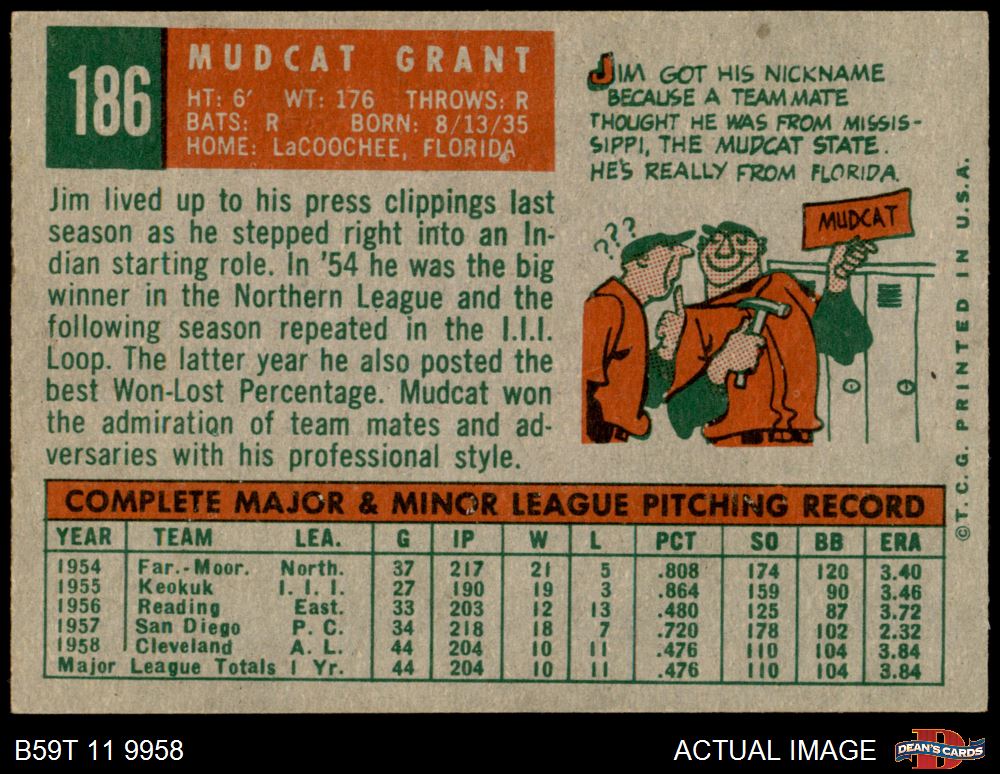 186
MUDCAT GRANT
HT: 6' WT: 176 THROWS: R
BATS: R BORN: 8/13/35
HOME: LaCOOCHEE, FLORIDA
JIM GOT HIS NICKNAME
BECAUSE A TEAM MATE
THOUGHT HE WAS FROM MISSIS-
SIPPI, THE MUDCAT STATE.
HE'S REALLY FROM FLORIDA.
???
MUDCAT
Jim lived up to his press clippings last
season as he stepped right into an In-
dian starting role. In '54 he was the big
winner in the Northern League and the
following season repeated in the I.I.I.
Loop. The latter year he also posted the
best Won-Lost Percentage. Mudcat won
the admiration of team mates and ad-
versaries with his professional style.
COMPLETE MAJOR & MINOR LEAGUE PITCHING RECORD
YEAR TEAM LEA. G IP W L PCT SO BB ERA
1954 Far.-Moor. North. 37 217 21 5 .808 174 120 3.40
1955 Keokuk I. I. I. 27 190 19 3 .864 159 90 3.46
1956 Reading East. 33 203 12 13 .480 125 87 3.72
1957 San Diego P. C. 34 218 18 7 .720 178 102 2.32
1958 Cleveland A. L. 44 204 10 11 .476 110 104 3.84
Major League Totals 1 Yr. 44 204 10 11 .476 110 104 3.84
©T. C. G. PRINTED IN U.S.A.
B59T 11 9958
ACTUAL IMAGE
D
DEAN'S CARDS